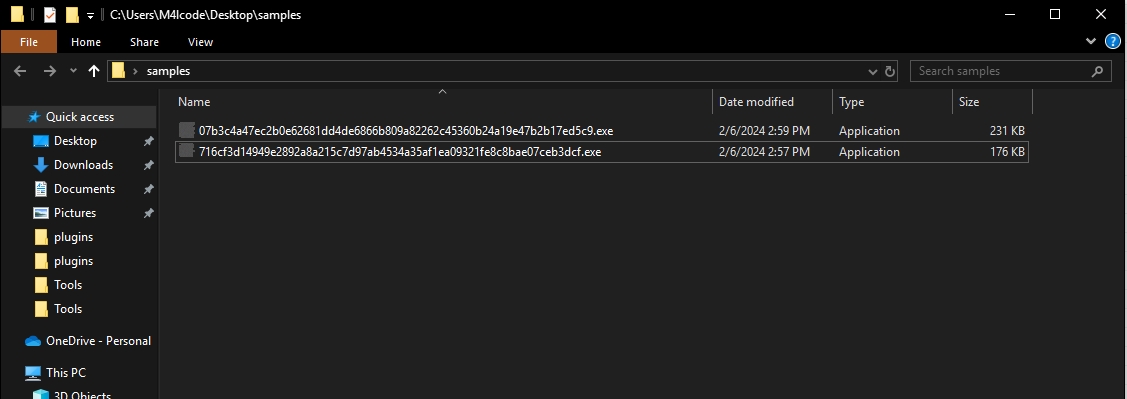 C:\Users\M4lcode\Desktop\samples
File Home Share View
samples Search samples
Name Date modified Type Size
Quick access
07b3c4a47ec2b0e62681dd4de6866b809a82262c45360b24a19e47b2b17ed5c9.exe 2/6/2024 2:59 PM Application 231 KB
Desktop
716cf3d14949e2892a8a215c7d97ab4534a35af1ea09321fe8c8bae07ceb3dcf.exe 2/6/2024 2:57 PM Application 176 KB
Downloads
Documents
Pictures
plugins
plugins
Tools
Tools
OneDrive - Personal
This PC
3D Objects